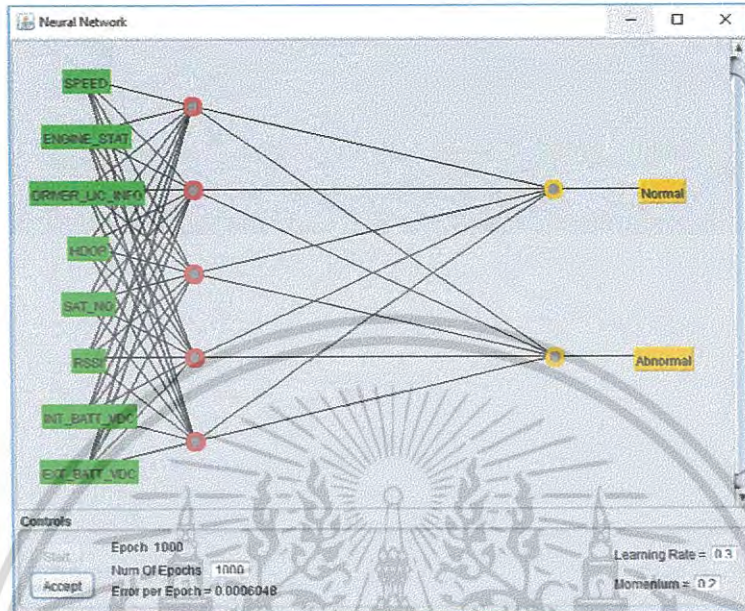 Neural Network
SPEED
ENGINE_STAT
DRIVER_LIC_INFO
HDOP
SAT_NO
RSSI
INT_BATT_VDC
EXT_BATT_VDC
Normal
Abnormal
Controls
Start
Epoch 1000
Num Of Epochs 1000
Accept
Error per Epoch = 0.0006048
Learning Rate = 0.3
Momentum = 0.2